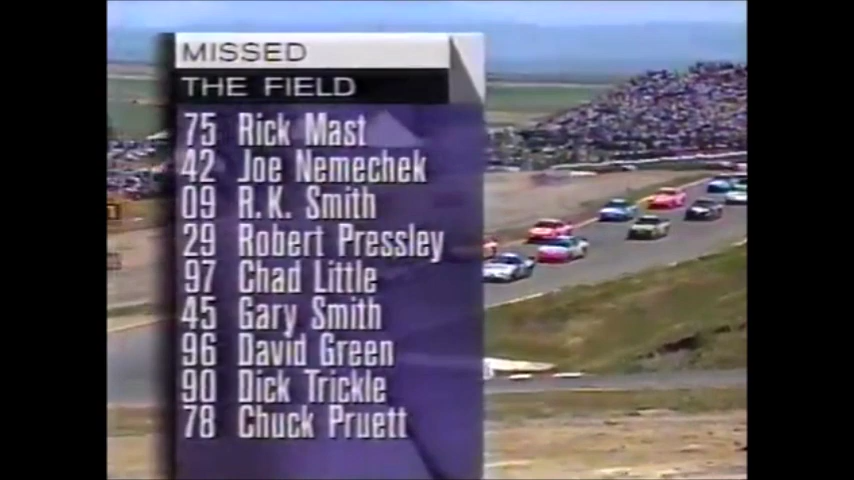 MISSED
THE FIELD
75 Rick Mast
42 Joe Nemechek
09 R.K. Smith
29 Robert Pressley
97 Chad Little
45 Gary Smith
96 David Green
90 Dick Trickle
78 Chuck Pruett